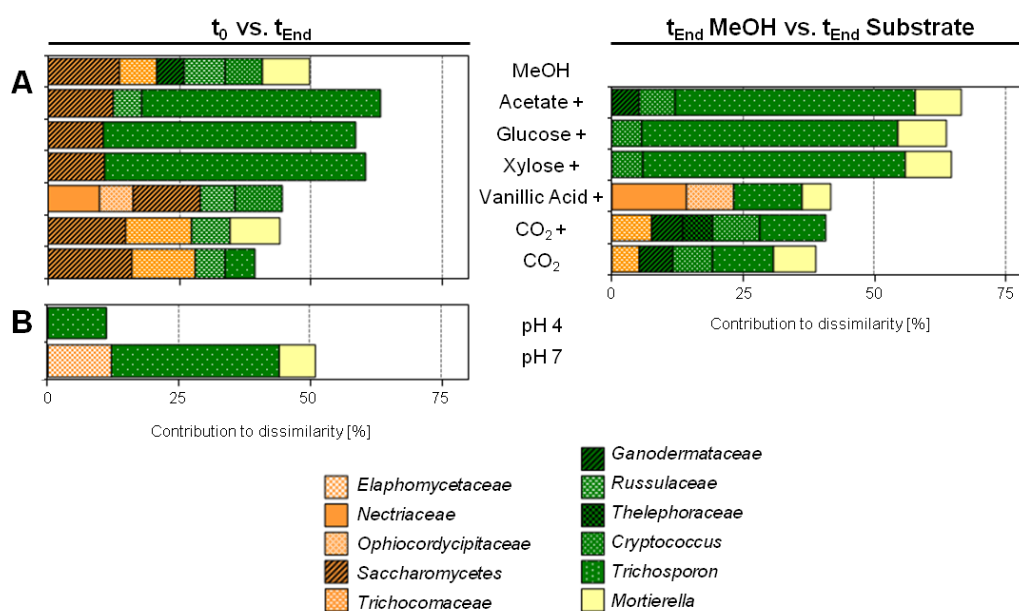 t0 vs. tEnd
tEnd MeOH vs. tEnd Substrate
A
MeOH
Acetate +
Glucose +
Xylose +
Vanillic Acid +
CO2 +
CO2
0 25 50 75
Contribution to dissimilarity [%]
B
pH 4
pH 7
0 25 50 75
Contribution to dissimilarity [%]
Elaphomycetaceae
Nectriaceae
Ophiocordycipitaceae
Saccharomycetes
Trichocomaceae
Ganodermataceae
Russulaceae
Thelephoraceae
Cryptococcus
Trichosporon
Mortierella